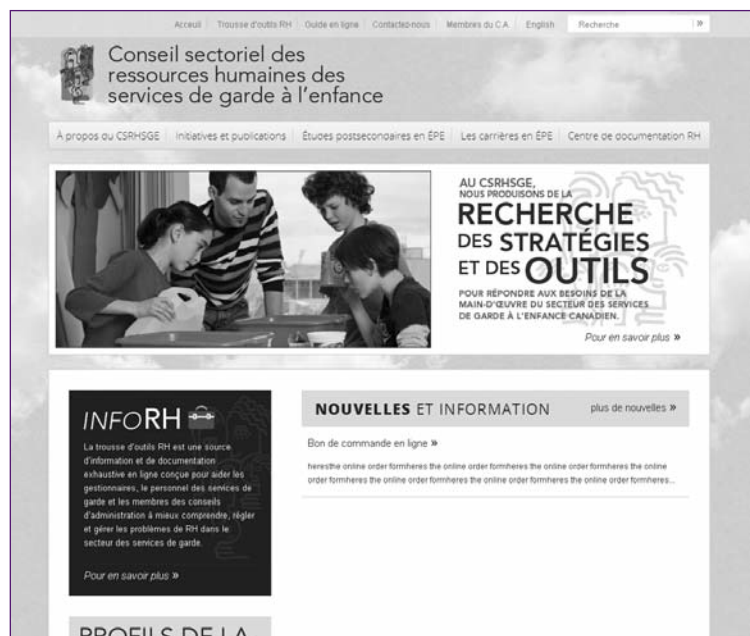 Acceuil Trousse d'outils RH Guide en ligne Contactez-nous Membres du C.A. English Recherche »
Conseil sectoriel des
ressources humaines des
services de garde à l'enfance
À propos du CSRHSGE Initiatives et publications Études postsecondaires en ÉPE Les carrières en ÉPE Centre de documentation RH
AU CSRHSGE,
NOUS PRODUISONS DE LA
RECHERCHE
DES STRATÉGIES
ET DES OUTILS
POUR RÉPONDRE AUX BESOINS DE LA
MAIN-D'ŒUVRE DU SECTEUR DES SERVICES
DE GARDE À L'ENFANCE CANADIEN.
Pour en savoir plus »
INFORH
La trousse d'outils RH est une source
d'information et de documentation
exhaustive en ligne conçue pour aider les
gestionnaires, le personnel des services de
garde et les membres des conseils
d'administration à mieux comprendre, régler
et gérer les problèmes de RH dans le
secteur des services de garde.
Pour en savoir plus »
NOUVELLES ET INFORMATION plus de nouvelles »
Bon de commande en ligne »
heresthe online order formheres the online order formheres the online order formheres the online
order formheres the online order formheres the online order formheres the online order formheres...
PROFILS DE LA